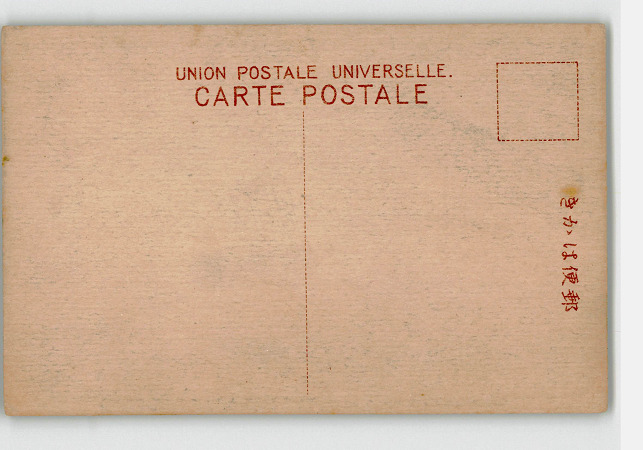 UNION POSTALE UNIVERSELLE.
CARTE POSTALE
郵便はかき